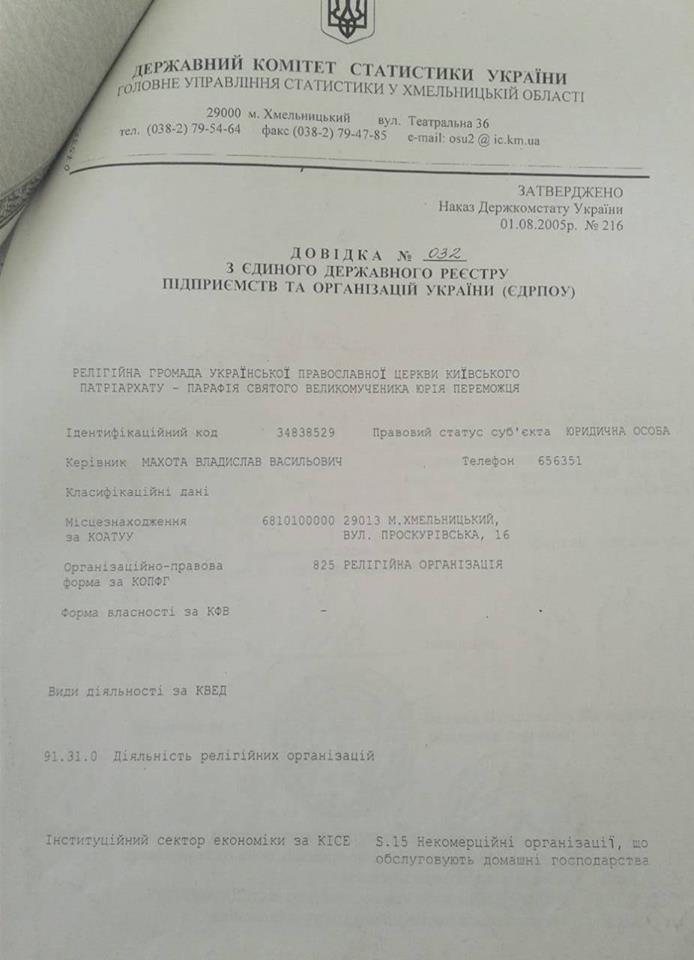 ДЕРЖАВНИЙ КОМІТЕТ СТАТИСТИКИ УКРАЇНИ
ГОЛОВНЕ УПРАВЛІННЯ СТАТИСТИКИ У ХМЕЛЬНИЦЬКІЙ ОБЛАСТІ
29000 м. Хмельницький вул. Театральна 36
тел. (038-2) 79-54-64 факс (038-2) 79-47-85 e-mail: osu2 @ ic.km.ua
ЗАТВЕРДЖЕНО
Наказ Держкомстату України
01.08.2005р. № 216
ДОВІДКА № 032
З ЄДИНОГО ДЕРЖАВНОГО РЕЄСТРУ
ПІДПРИЄМСТВ ТА ОРГАНІЗАЦІЙ УКРАЇНИ (ЄДРПОУ)
РЕЛІГІЙНА ГРОМАДА УКРАЇНСЬКОЇ ПРАВОСЛАВНОЇ ЦЕРКВИ КИЇВСЬКОГО
ПАТРІАРХАТУ - ПАРАФІЯ СВЯТОГО ВЕЛИКОМУЧЕНИКА ЮРІЯ ПЕРЕМОЖЦЯ
Ідентифікаційний код 34838529 Правовий статус суб'єкта ЮРИДИЧНА ОСОБА
Керівник МАХОТА ВЛАДИСЛАВ ВАСИЛЬОВИЧ Телефон 656351
Класифікаційні дані
Місцезнаходження 6810100000 29013 М.ХМЕЛЬНИЦЬКИЙ,
за КОАТУУ ВУЛ. ПРОСКУРІВСЬКА, 16
Організаційно-правова 825 РЕЛІГІЙНА ОРГАНІЗАЦІЯ
форма за КОПФГ
Форма власності за КФВ -
Види діяльності за КВЕД
91.31.0 Діяльність релігійних організацій
Інституційний сектор економіки за КІСЕ S.15 Некомерційні організації, що
обслуговують домашні господарства